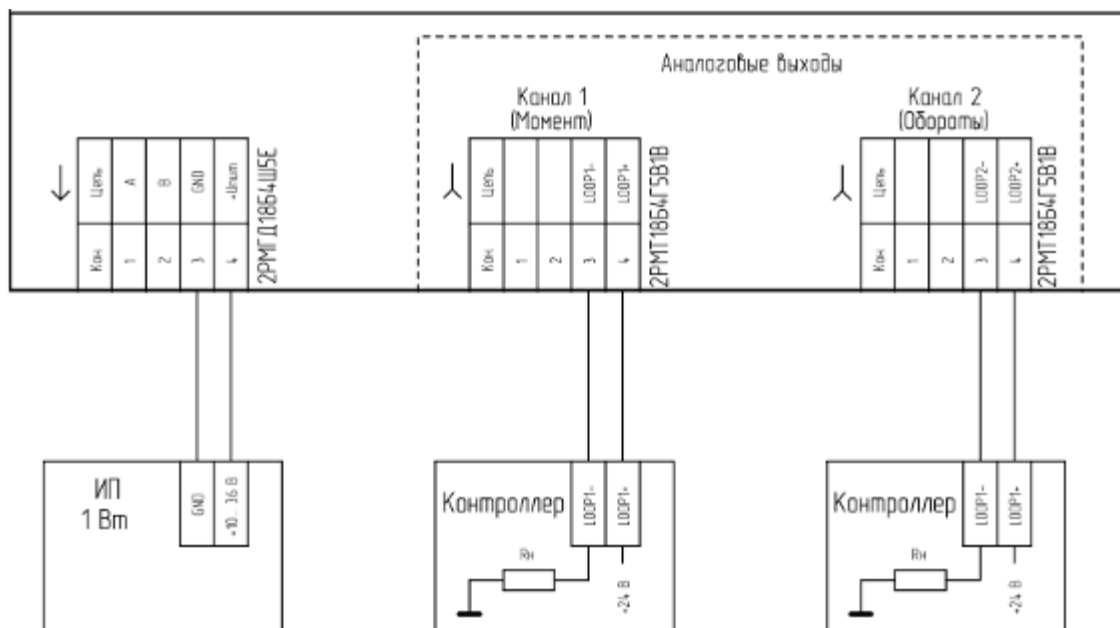 Аналоговые выходы
Канал 1
(Момент)
Канал 2
(Обороты)
Цепь
A
B
GND
+Uпит
Кон.
1
2
3
4
2РМГД18Б4Ш5Е
Цепь
LOOP1-
LOOP1+
Кон.
1
2
3
4
2РМТ18Б4Г5В1В
Цепь
LOOP2-
LOOP2+
Кон.
1
2
3
4
2РМТ18Б4Г5В1В
ИП
1 Вт
GND
+10... 36 В
Контроллер
LOOP1-
LOOP1+
Rн
+24 В
Контроллер
LOOP1-
LOOP1+
Rн
+24 В